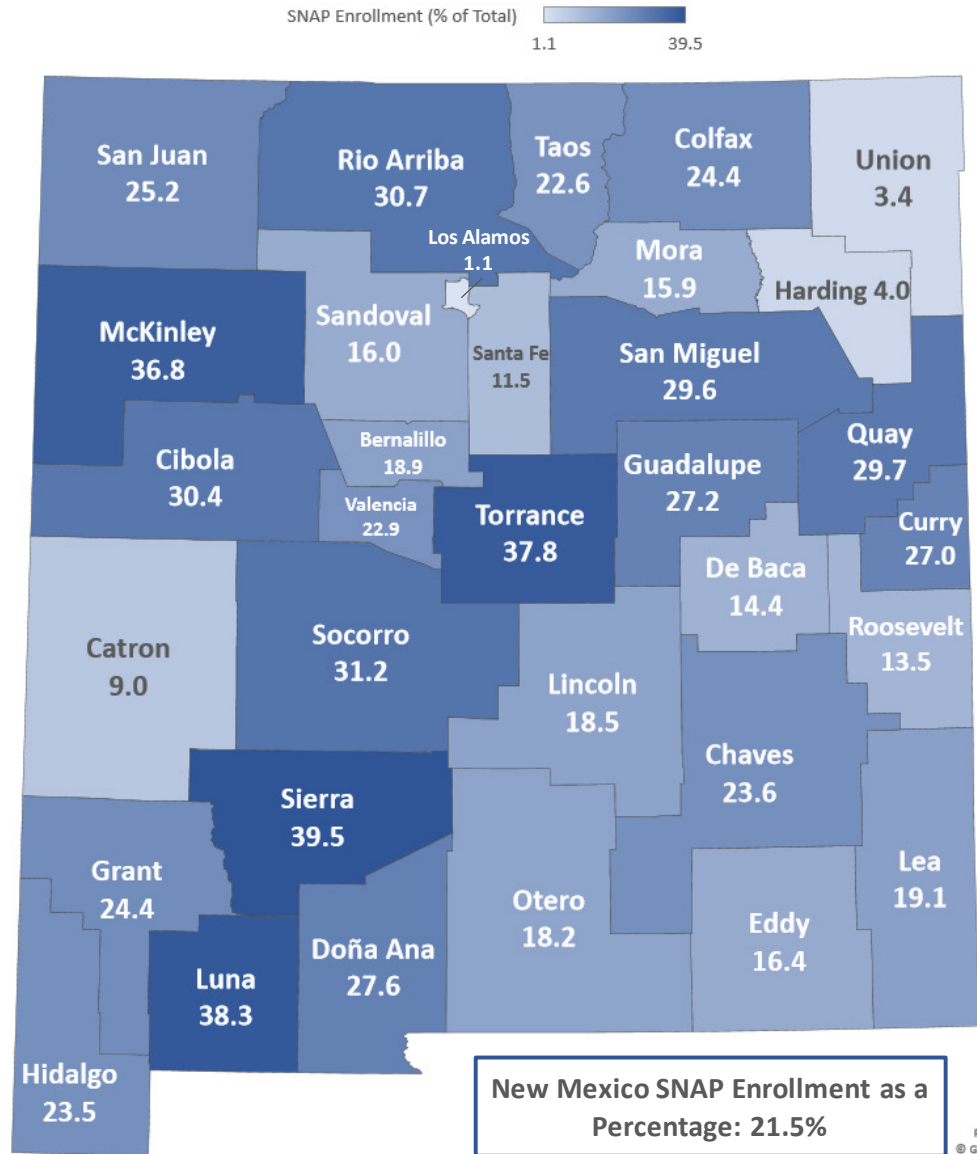 SNAP Enrollment (% of Total)
1.1 39.5
San Juan
25.2
Rio Arriba
30.7
Taos
22.6
Colfax
24.4
Union
3.4
Los Alamos
1.1
Mora
15.9
Harding 4.0
McKinley
36.8
Sandoval
16.0
Santa Fe
11.5
San Miguel
29.6
Quay
29.7
Cibola
30.4
Bernalillo
18.9
Valencia
22.9
Torrance
37.8
Guadalupe
27.2
Curry
27.0
De Baca
14.4
Roosevelt
13.5
Catron
9.0
Socorro
31.2
Lincoln
18.5
Chaves
23.6
Sierra
39.5
Grant
24.4
Luna
38.3
Doña Ana
27.6
Otero
18.2
Eddy
16.4
Lea
19.1
Hidalgo
23.5
New Mexico SNAP Enrollment as a
Percentage: 21.5%